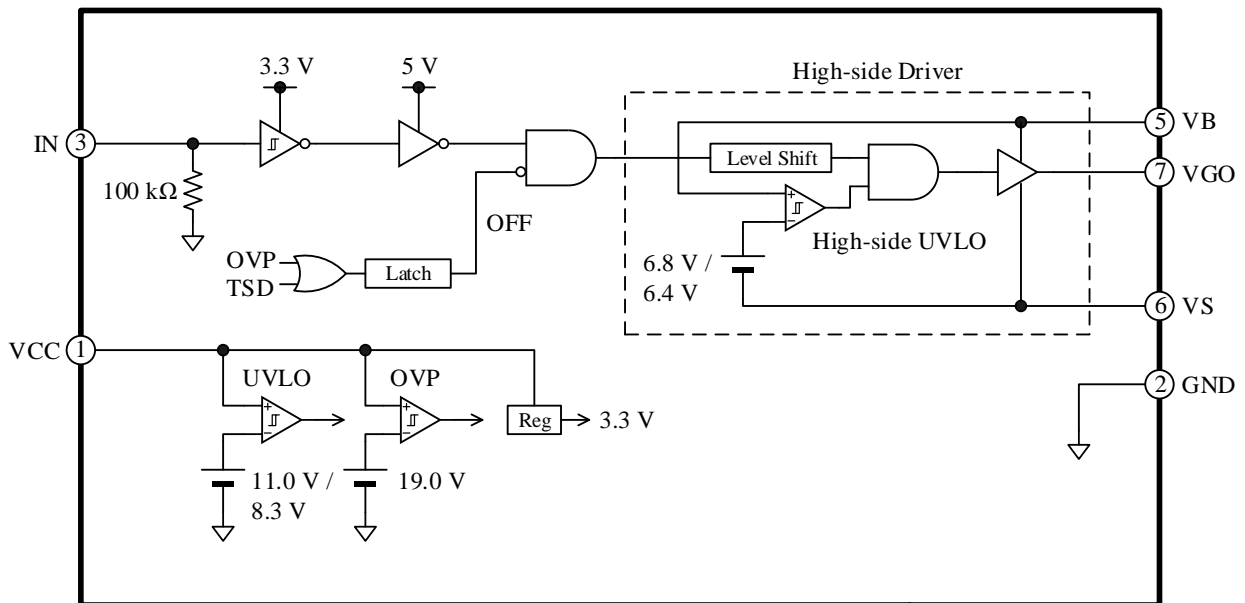 3.3 V
5 V
High-side Driver
IN
3
5
VB
100 kΩ
Level Shift
7
VGO
OFF
+
−
High-side UVLO
OVP
TSD
Latch
6.8 V /
6.4 V
6
VS
VCC
1
UVLO
OVP
2
GND
+
−
+
−
Reg
3.3 V
11.0 V /
8.3 V
19.0 V